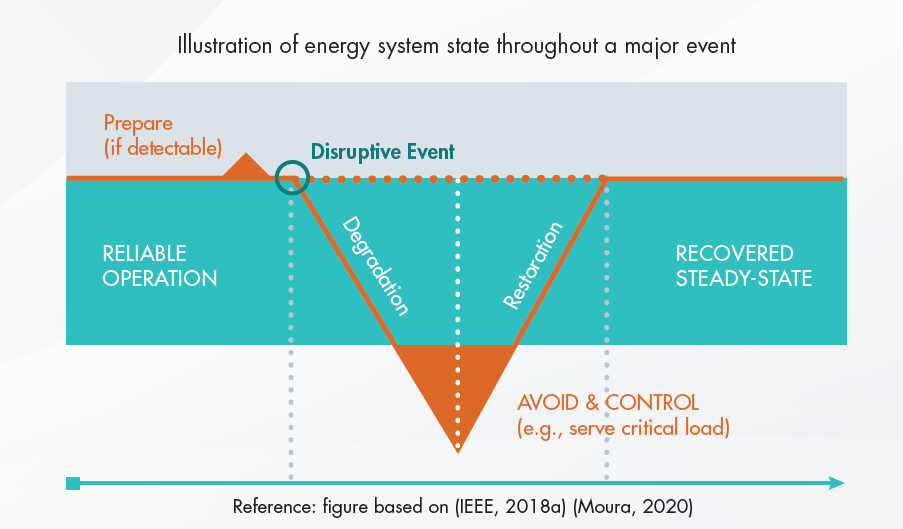 Illustration of energy system state throughout a major event
Prepare
(if detectable)
Disruptive Event
RELIABLE
OPERATION
Degradation
Restoration
RECOVERED
STEADY-STATE
AVOID & CONTROL
(e.g., serve critical load)
Reference: figure based on (IEEE, 2018a) (Moura, 2020)